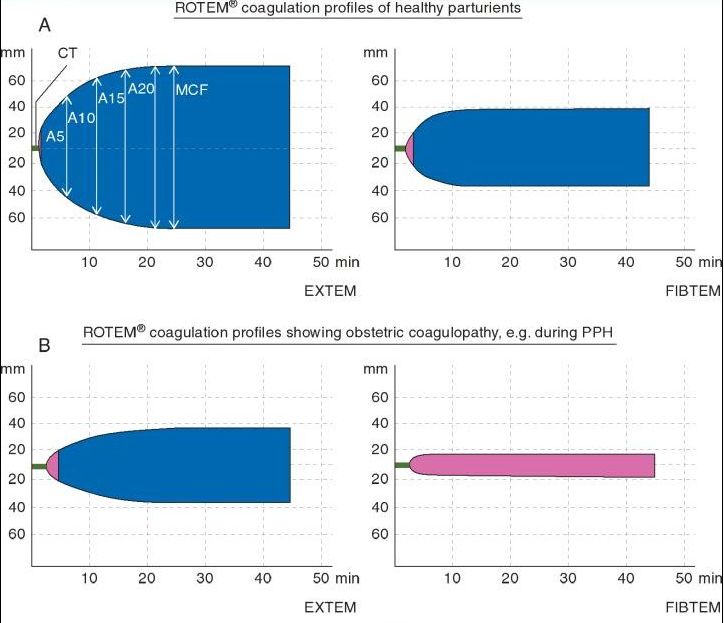 ROTEM® coagulation profiles of healthy parturients
A
mm
CT
60
40
20
20
40
60
A5
A10
A15
A20
MCF
10 20 30 40 50 min
EXTEM
mm
60
40
20
20
40
60
10 20 30 40 50 min
FIBTEM
ROTEM® coagulation profiles showing obstetric coagulopathy, e.g. during PPH
B
mm
60
40
20
20
40
60
10 20 30 40 50 min
EXTEM
mm
60
40
20
20
40
60
10 20 30 40 50 min
FIBTEM